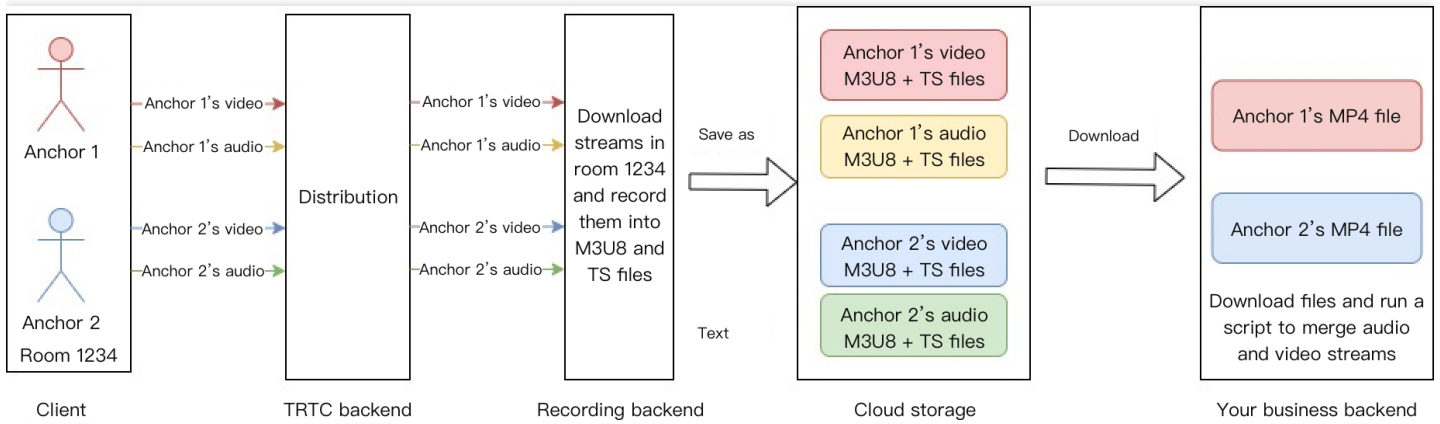 Anchor 1
Anchor 2
Room 1234
Client
Anchor 1's video
Anchor 1's audio
Anchor 2's video
Anchor 2's audio
Distribution
TRTC backend
Anchor 1's video
Anchor 1's audio
Anchor 2's video
Anchor 2's audio
Download
streams in
room 1234
and record
them into
M3U8 and
TS files
Recording backend
Save as
Text
Anchor 1's video
M3U8 + TS files
Anchor 1's audio
M3U8 + TS files
Anchor 2's video
M3U8 + TS files
Anchor 2's audio
M3U8 + TS files
Cloud storage
Download
Anchor 1's MP4 file
Anchor 2's MP4 file
Download files and run a
script to merge audio
and video streams
Your business backend